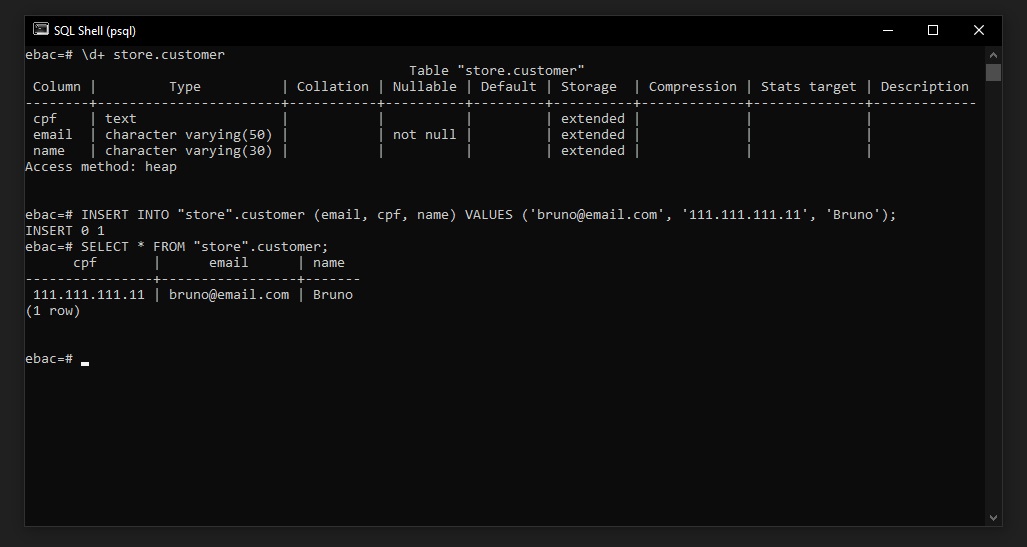 SQL Shell (psql)
ebac=# \d+ store.customer
                                                Table "store.customer"
 Column |         Type          | Collation | Nullable | Default | Storage  | Compression | Stats target | Description
--------+-----------------------+-----------+----------+---------+----------+-------------+--------------+-------------
 cpf    | text                  |           |          |         | extended |             |              |
 email  | character varying(50) |           | not null |         | extended |             |              |
 name   | character varying(30) |           |          |         | extended |             |              |
Access method: heap
ebac=# INSERT INTO "store".customer (email, cpf, name) VALUES ('bruno@email.com', '111.111.111.11', 'Bruno');
INSERT 0 1
ebac=# SELECT * FROM "store".customer;
      cpf       |      email      | name
----------------+-----------------+-------
 111.111.111.11 | bruno@email.com | Bruno
(1 row)
ebac=#